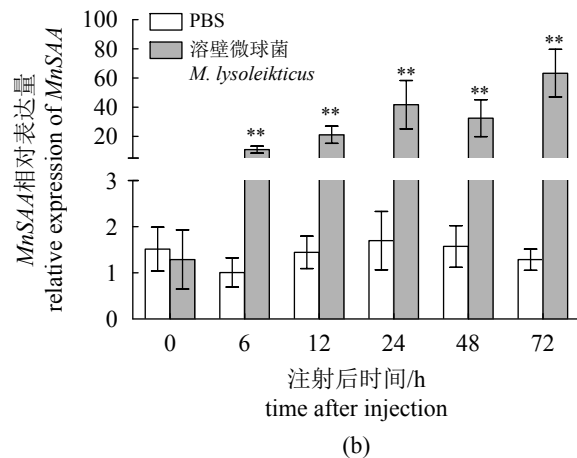 PBS
溶壁微球菌
M. lysoleikticus
MnSAA相对表达量
relative expression of MnSAA
80
60
40
20
3
2
1
0
**
**
**
**
**
0 6 12 24 48 72
注射后时间/h
time after injection
(b)